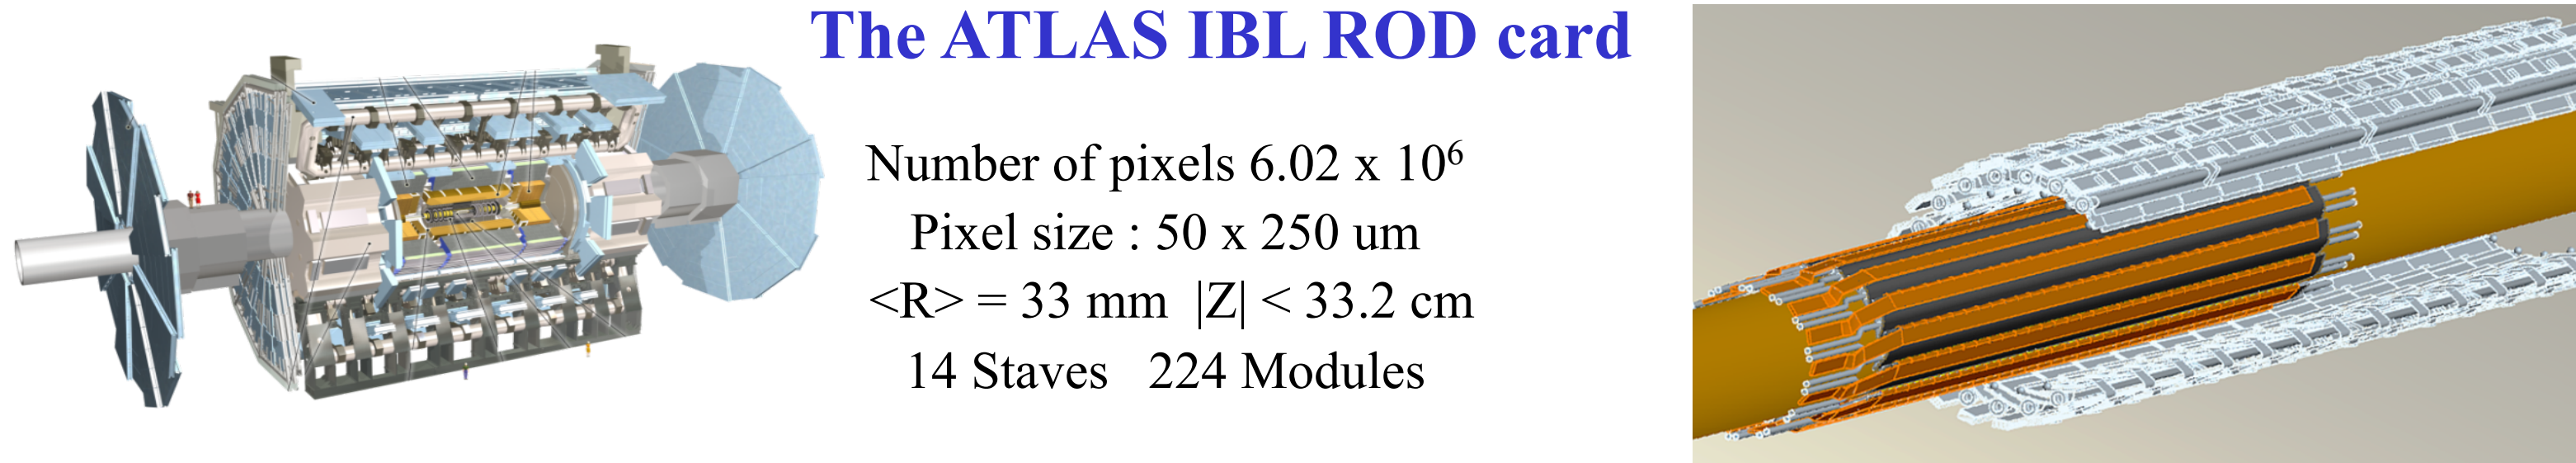 The ATLAS IBL ROD card
Number of pixels 6.02 x 10⁶
Pixel size : 50 x 250 um
<R> = 33 mm |Z| < 33.2 cm
14 Staves 224 Modules